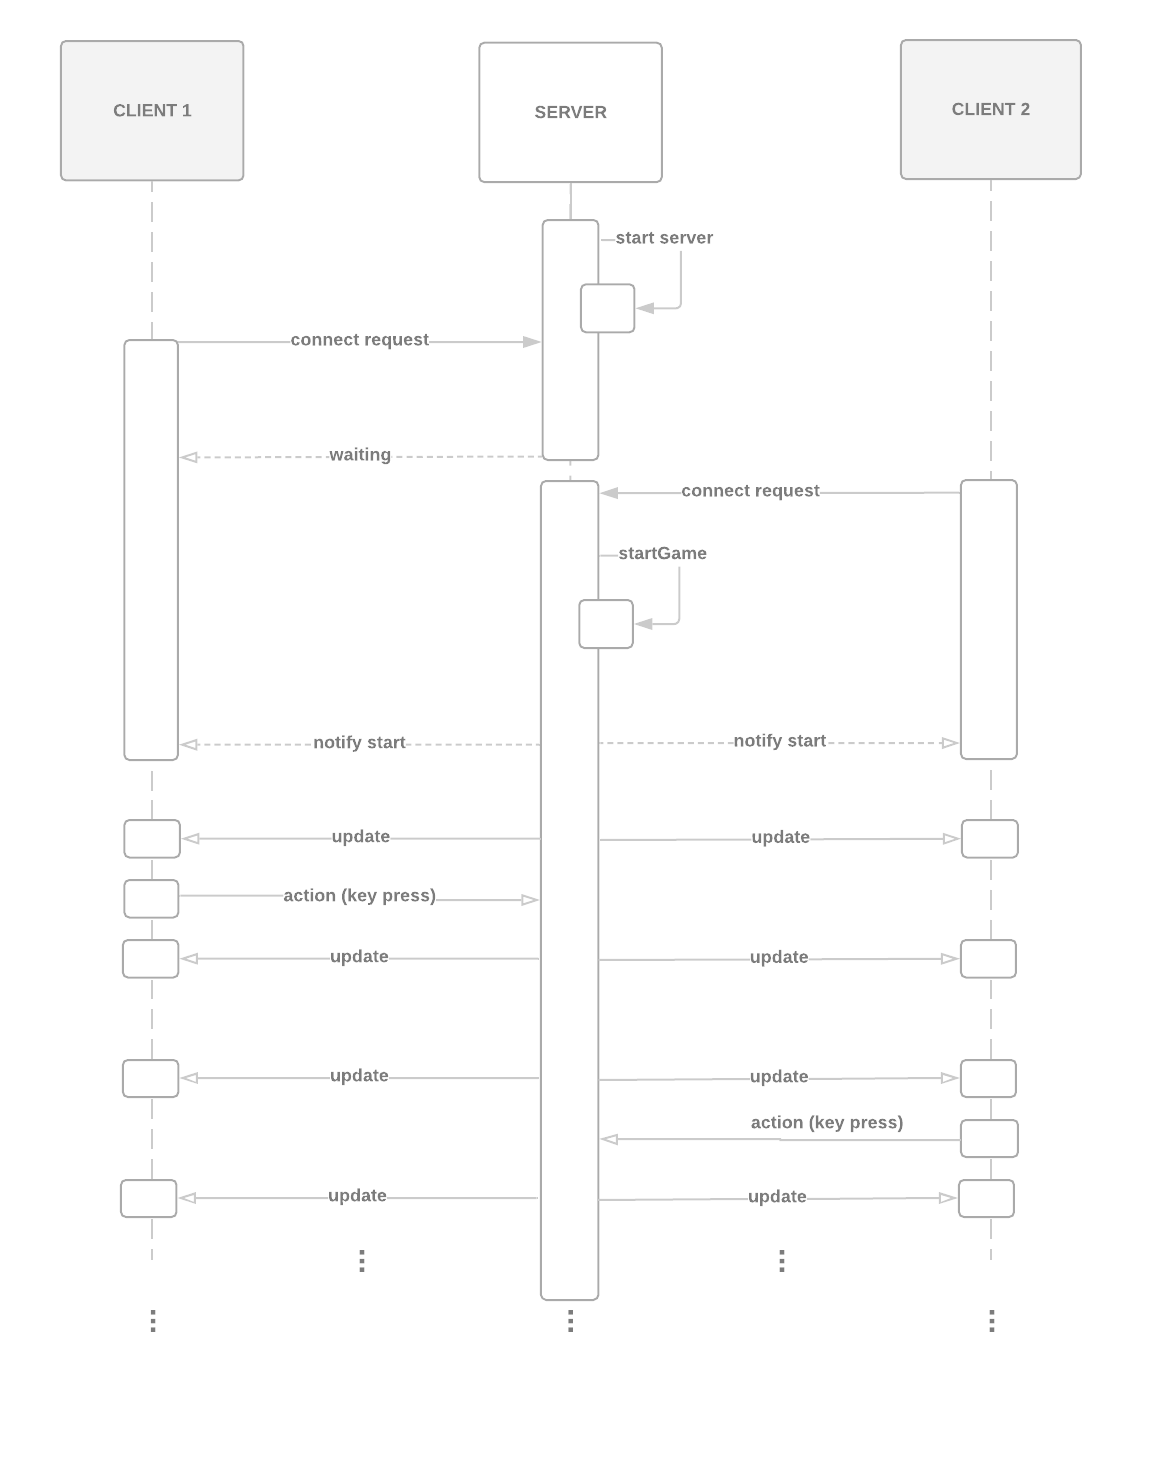 CLIENT 1
SERVER
CLIENT 2
start server
connect request
waiting
connect request
startGame
notify start
notify start
update
update
action (key press)
update
update
update
update
action (key press)
update
update